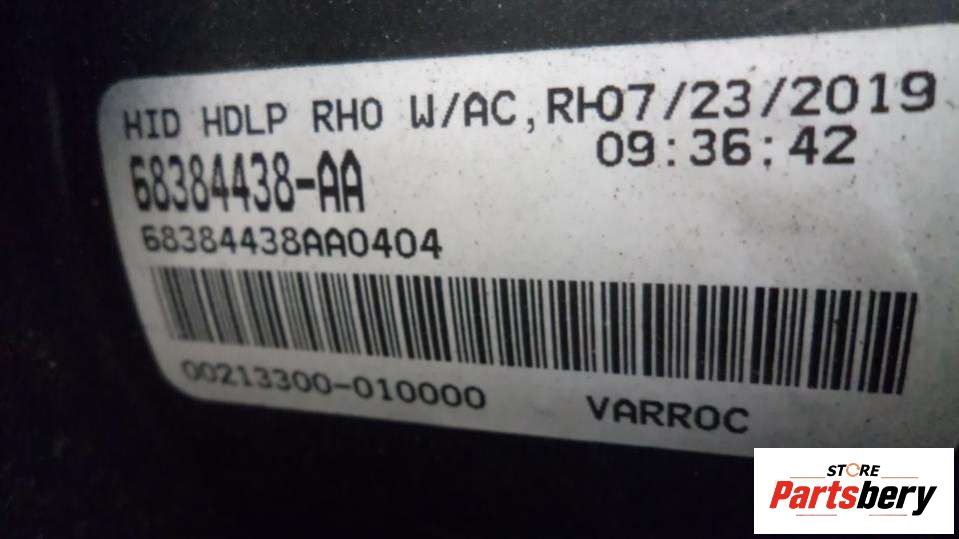 HID HDLP RHO W/AC,RH07/23/2019
09:36:42
68384438-AA
68384438AA0404
00213300-010000 VARROC
STORE
Partsbery